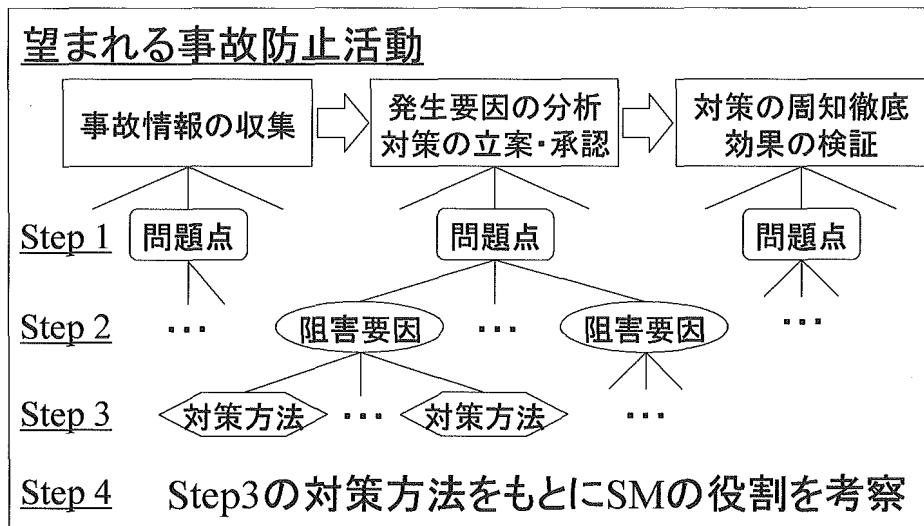 望まれる事故防止活動
事故情報の収集
発生要因の分析
対策の立案・承認
対策の周知徹底
効果の検証
Step 1
問題点
問題点
問題点
Step 2
...
阻害要因
...
阻害要因
...
Step 3
対策方法
...
対策方法
...
Step 4
Step3の対策方法をもとにSMの役割を考察